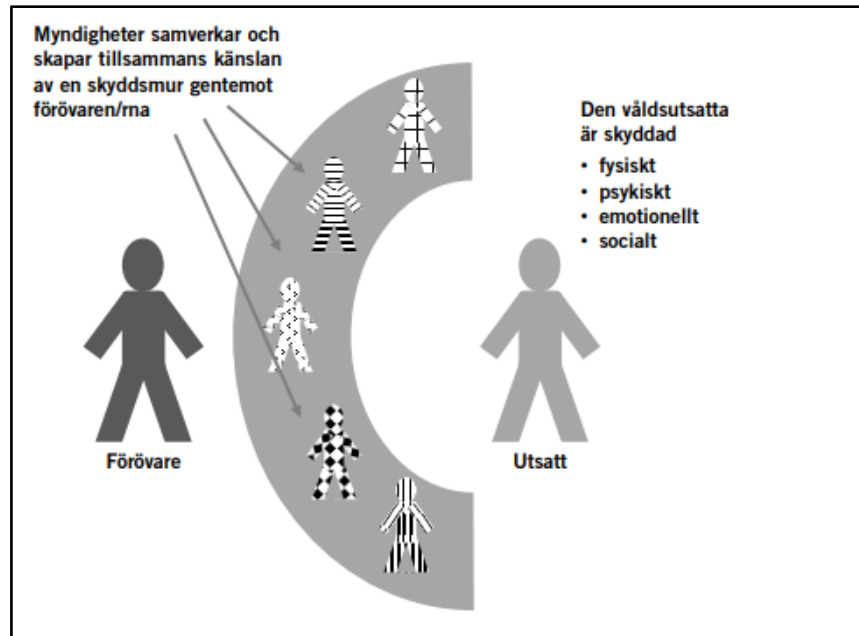 Myndigheter samverkar och
skapar tillsammans känslan
av en skyddsmur gentemot
förövaren/rna
Den våldsutsatta
är skyddad
• fysiskt
• psykiskt
• emotionellt
• socialt
Förövare
Utsatt